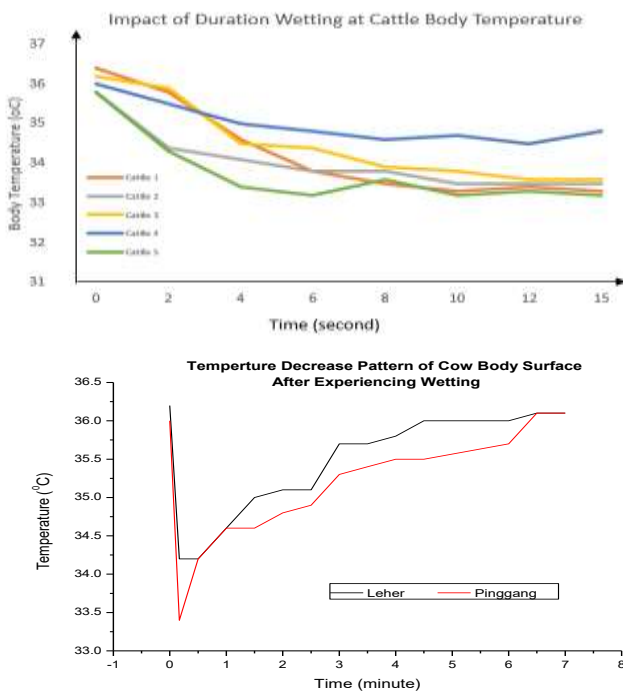 Impact of Duration Wetting at Cattle Body Temperature
37
36
35
34
33
52
31
Body Temperature (oC)
Cattle 1
Cattle 2
Cattle 3
Cattle 4
Cattle 5
0 2 4 6 8 10 12 15
Time (second)
Temperture Decrease Pattern of Cow Body Surface
After Experiencing Wetting
36.5
36.0
35.5
35.0
34.5
34.0
33.5
33.0
Temperature (⁰C)
Leher Pinggang
-1 0 1 2 3 4 5 6 7 8
Time (minute)